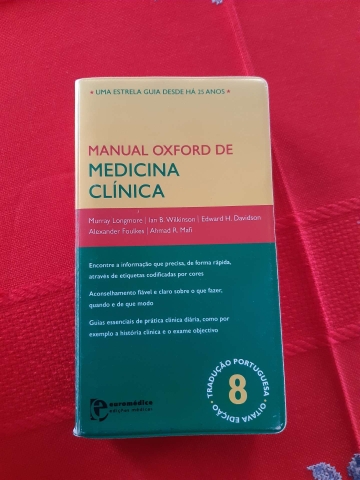 • UMA ESTRELA GUIA DESDE HÁ 25 ANOS •
MANUAL OXFORD DE
MEDICINA
CLÍNICA
Murray Longmore | Ian B. Wilkinson | Edward H. Davidson
Alexander Foulkes | Ahmad R. Mafi
Encontre a informação que precisa, de forma rápida,
através de etiquetas codificadas por cores
Aconselhamento fiável e claro sobre o que fazer,
quando e de que modo
Guias essenciais de prática clínica diária, como por
exemplo a história clínica e o exame objectivo
• TRADUÇÃO PORTUGUESA
• OITAVA EDIÇÃO
8
euromédice
edições médicas